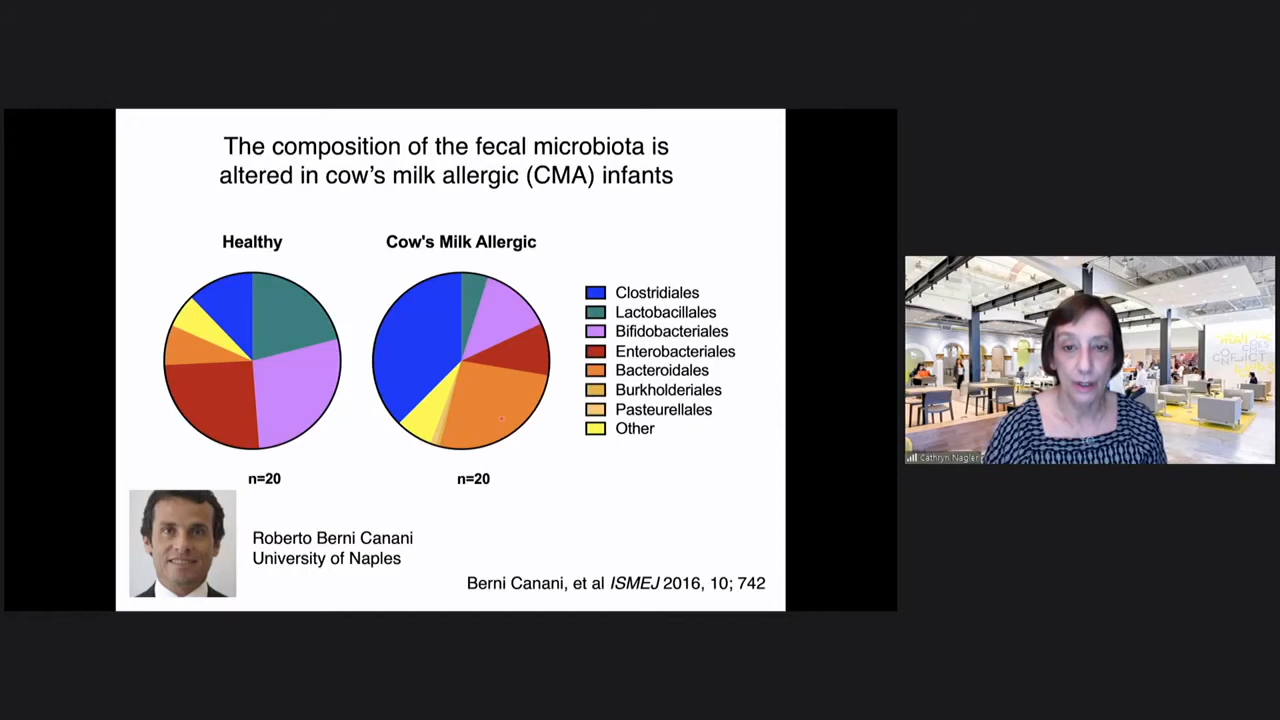 The composition of the fecal microbiota is
altered in cow's milk allergic (CMA) infants
Healthy
Cow's Milk Allergic
Clostridiales
Lactobacillales
Bifidobacteriales
Enterobacteriales
Bacteroidales
Burkholderiales
Pasteurellales
Other
n=20
n=20
Roberto Berni Canani
University of Naples
Berni Canani, et al ISMEJ 2016, 10; 742
Cathryn Nagler